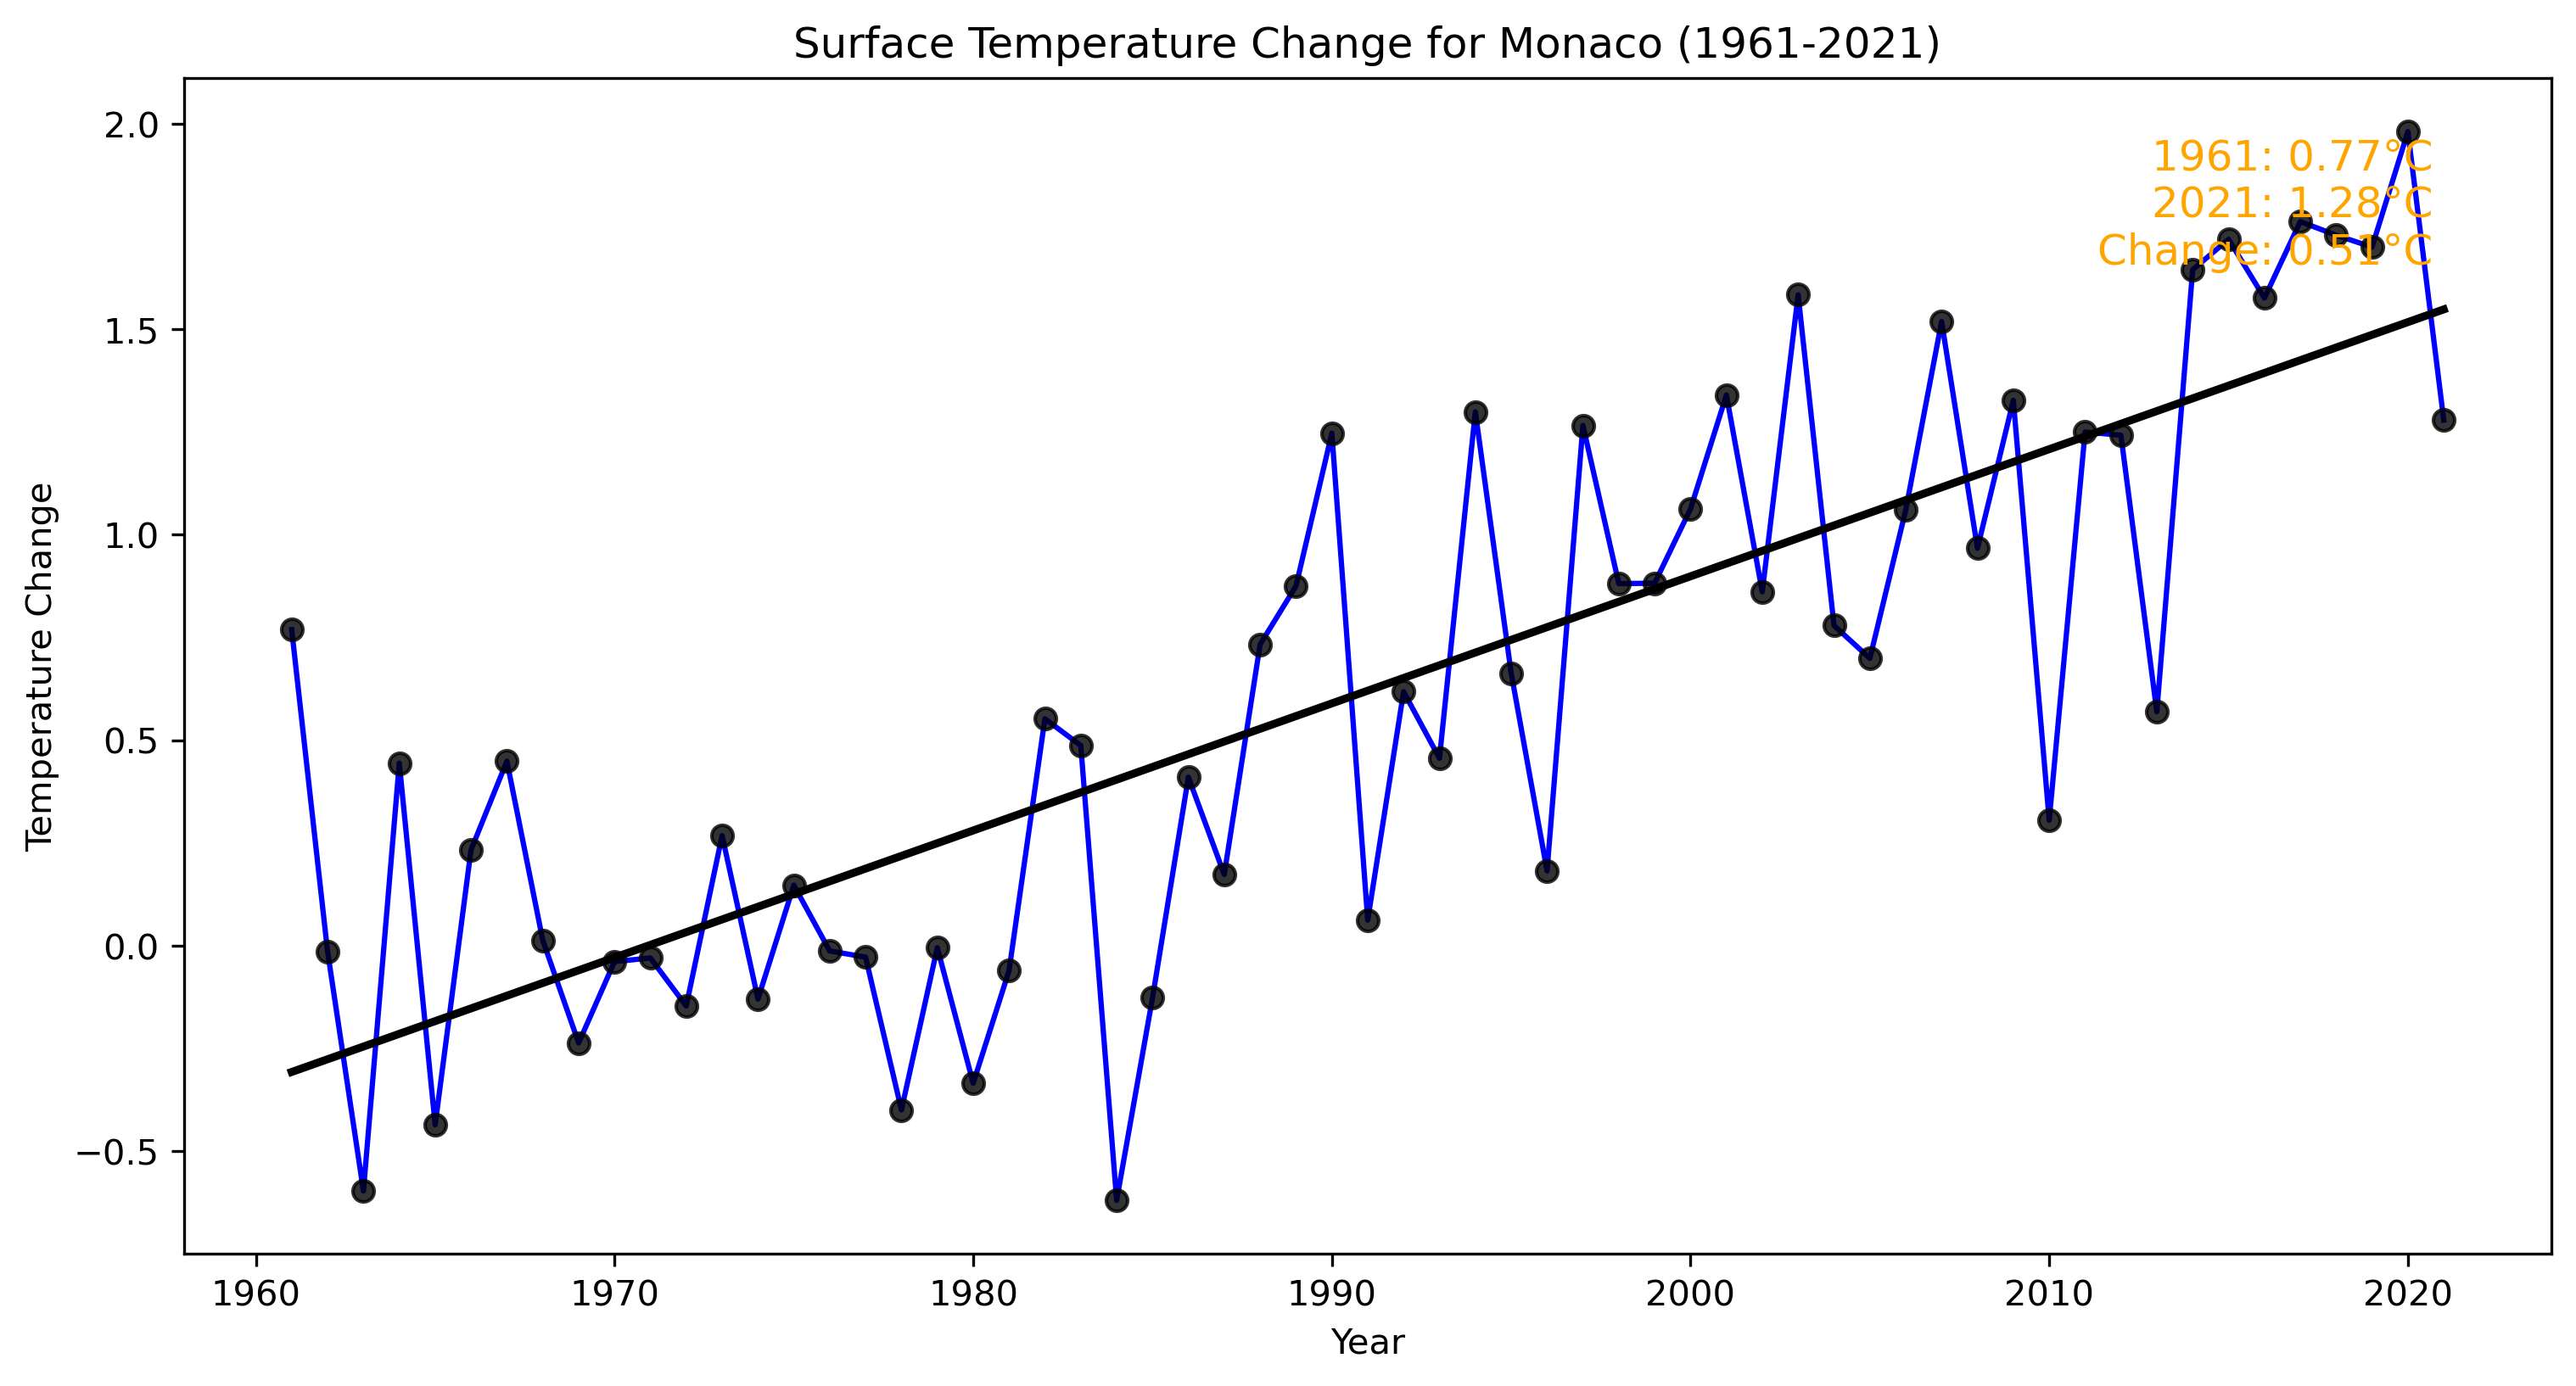 Surface Temperature Change for Monaco (1961-2021)
2.0
1.5
1.0
0.5
0.0
−0.5
Temperature Change
1961: 0.77°C
2021: 1.28°C
Change: 0.51°C
1960 1970 1980 1990 2000 2010 2020
Year